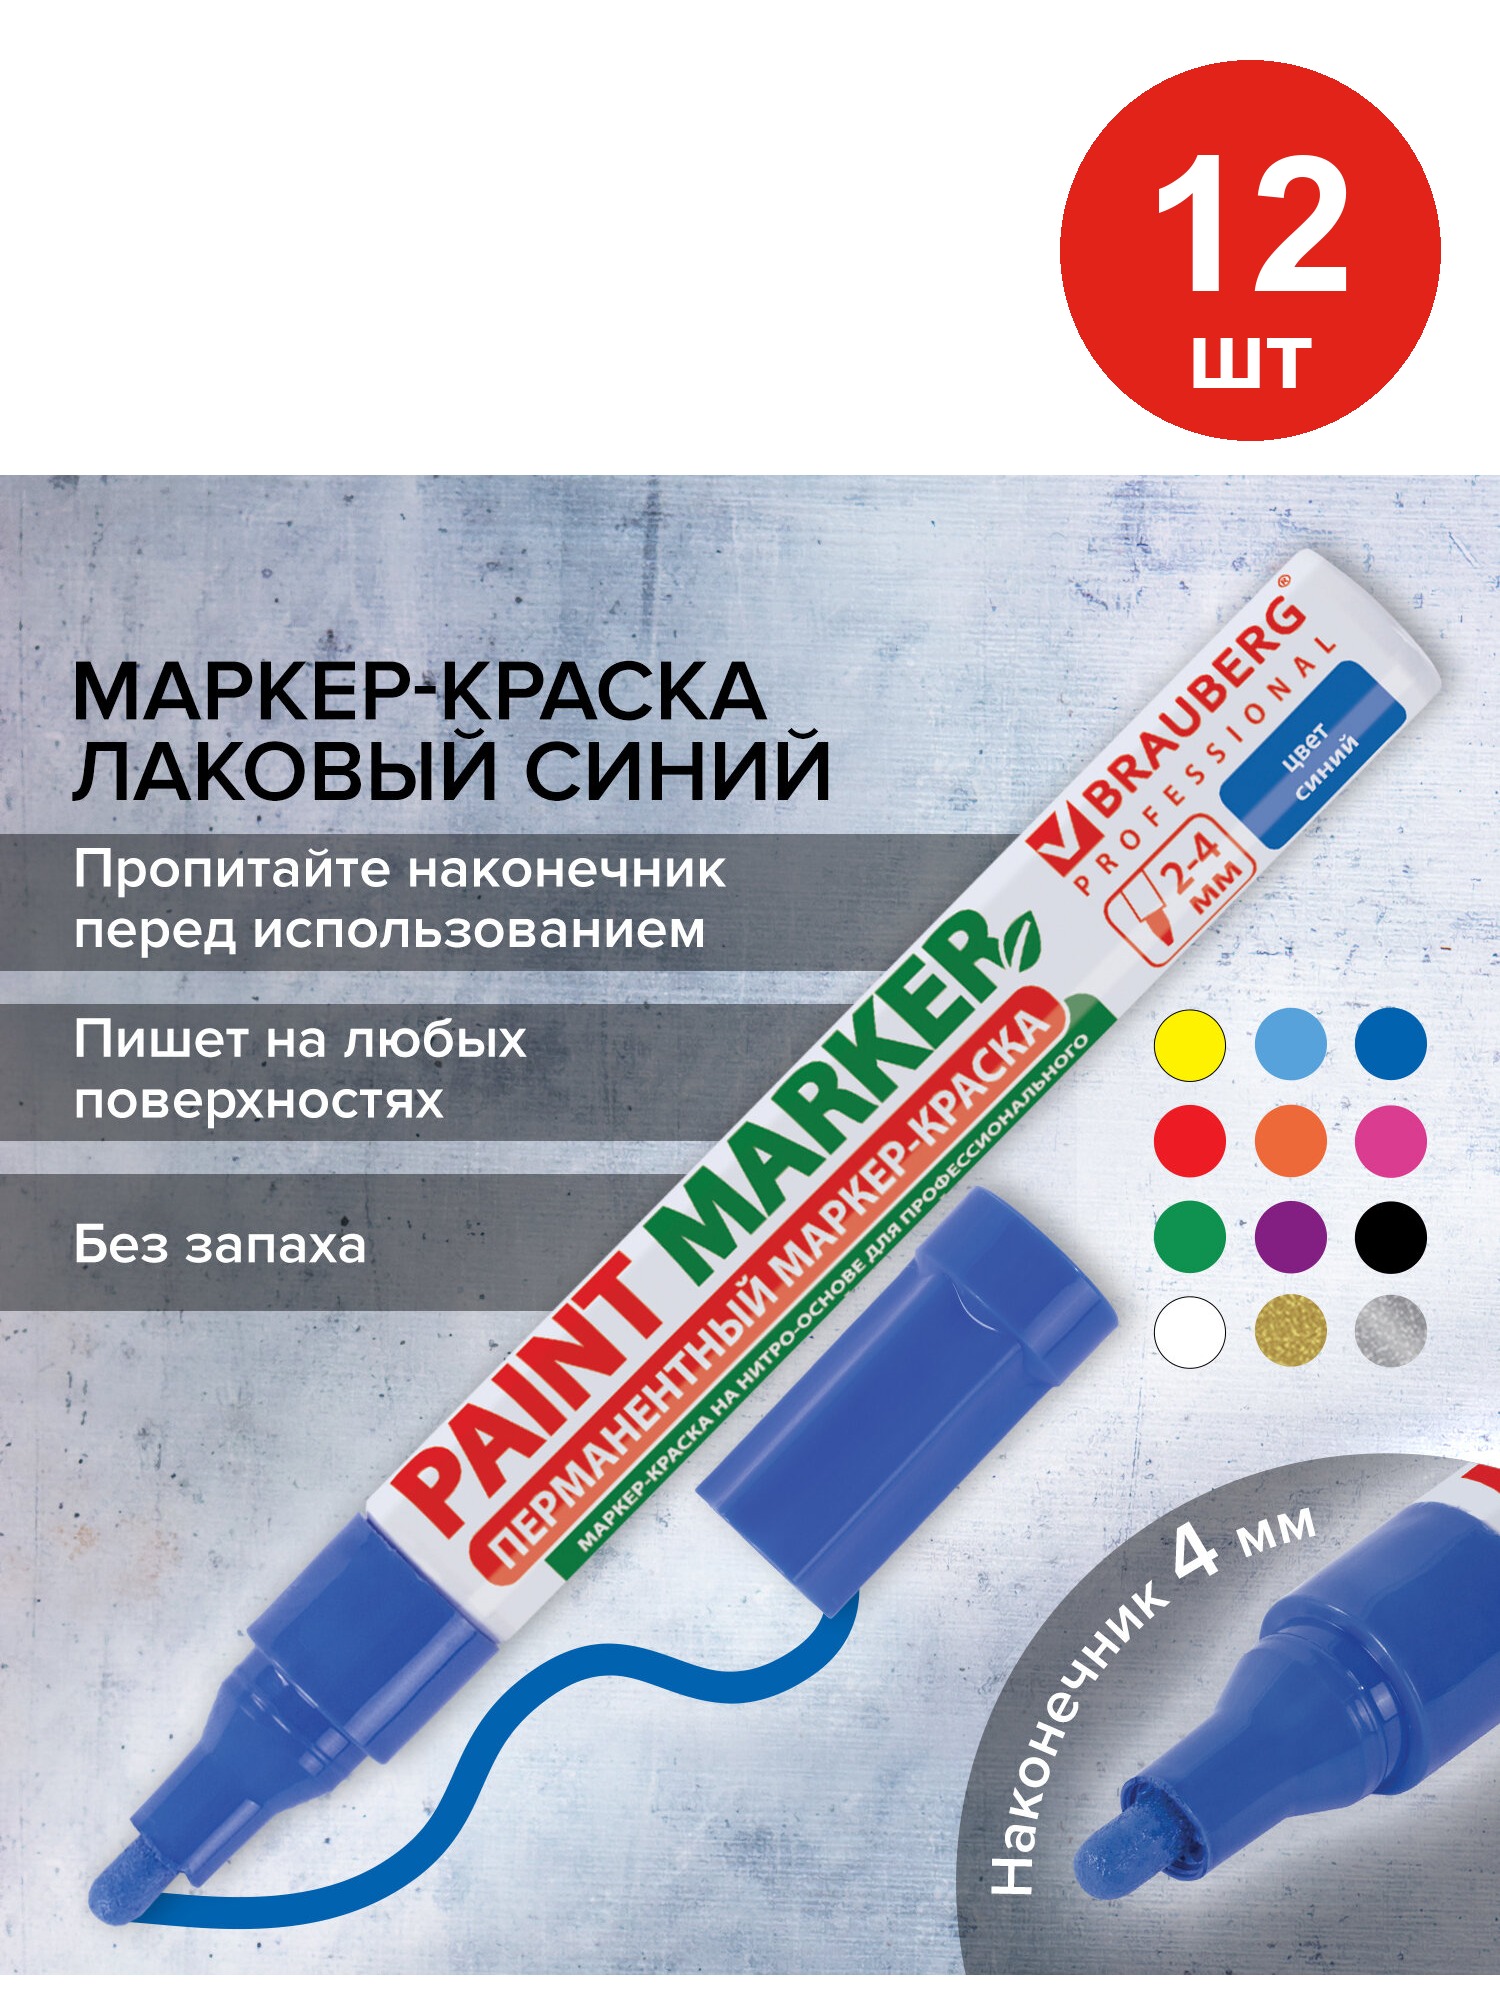 12
шт
МАРКЕР-КРАСКА
ЛАКОВЫЙ СИНИЙ
Пропитайте наконечник
перед использованием
Пишет на любых
поверхностях
Без запаха
BRAUBERG®
PROFESSIONAL
цвет
синий
2-4
мм
PAINT MARKER
ПЕРМАНЕНТНЫЙ МАРКЕР-КРАСКА
МАРКЕР-КРАСКА НА НИТРО-ОСНОВЕ ДЛЯ ПРОФЕССИОНАЛЬНОГО
Наконечник 4 мм